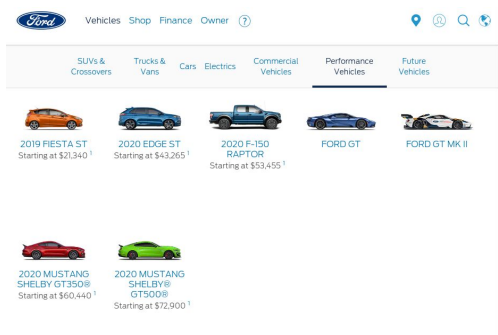 Ford
Vehicles Shop Finance Owner ?
SUVs & Crossovers
Trucks & Vans
Cars
Electrics
Commercial Vehicles
Performance Vehicles
Future Vehicles
2019 FIESTA ST
Starting at $21,340 1
2020 EDGE ST
Starting at $43,265 1
2020 F-150
RAPTOR
Starting at $53,455 1
FORD GT
FORD GT MK II
2020 MUSTANG
SHELBY GT350®
Starting at $60,440 1
2020 MUSTANG
SHELBY®
GT500®
Starting at $72,900 1